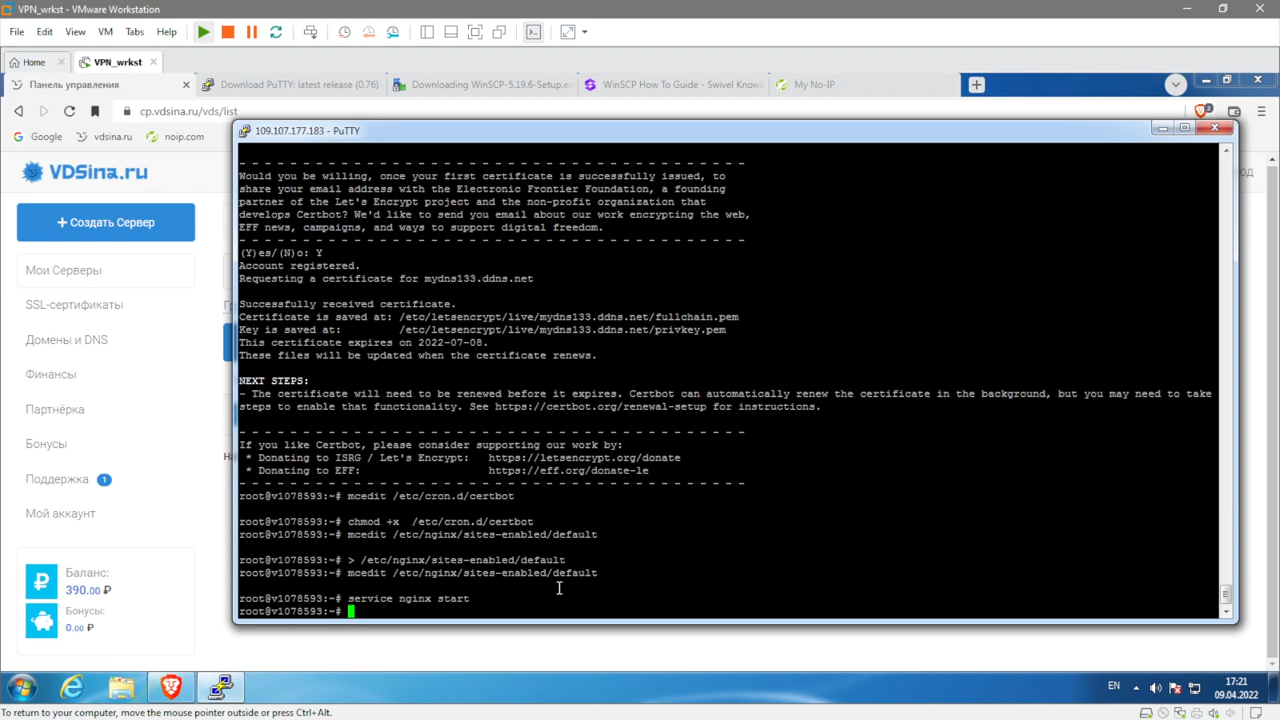 VPN_wrkst - VMware Workstation
File Edit View VM Tabs Help
Home VPN_wrkst
Панель управления Download PuTTY: latest release (0.76) Downloading WinSCP-5.19.6-Setup.ex WinSCP How To Guide - Swivel Knowl My No-IP
cp.vdsina.ru/vds/list 2
Google vdsina.ru noip.com
109.107.177.183 - PuTTY
VDSina.ru
+ Создать Сервер
Мои Серверы
SSL-сертификаты
Домены и DNS
Финансы
Партнёрка
Бонусы
Поддержка 1
Мой аккаунт
Баланс:
390.00 ₽
Бонусы:
0.00 ₽
- - - - - - - - - - - - - - - - - - - - - - - - - - - - - - - - - - - - - - - -
Would you be willing, once your first certificate is successfully issued, to
share your email address with the Electronic Frontier Foundation, a founding
partner of the Let's Encrypt project and the non-profit organization that
develops Certbot? We'd like to send you email about our work encrypting the web,
EFF news, campaigns, and ways to support digital freedom.
- - - - - - - - - - - - - - - - - - - - - - - - - - - - - - - - - - - - - - - -
(Y)es/(N)o: Y
Account registered.
Requesting a certificate for mydns133.ddns.net
Successfully received certificate.
Certificate is saved at: /etc/letsencrypt/live/mydns133.ddns.net/fullchain.pem
Key is saved at: /etc/letsencrypt/live/mydns133.ddns.net/privkey.pem
This certificate expires on 2022-07-08.
These files will be updated when the certificate renews.
NEXT STEPS:
- The certificate will need to be renewed before it expires. Certbot can automatically renew the certificate in the background, but you may need to take
steps to enable that functionality. See https://certbot.org/renewal-setup for instructions.
- - - - - - - - - - - - - - - - - - - - - - - - - - - - - - - - - - - - - - - -
If you like Certbot, please consider supporting our work by:
* Donating to ISRG / Let's Encrypt: https://letsencrypt.org/donate
* Donating to EFF: https://eff.org/donate-le
- - - - - - - - - - - - - - - - - - - - - - - - - - - - - - - - - - - - - - - -
root@v1078593:~# mcedit /etc/cron.d/certbot
root@v1078593:~# chmod +x /etc/cron.d/certbot
root@v1078593:~# mcedit /etc/nginx/sites-enabled/default
root@v1078593:~# > /etc/nginx/sites-enabled/default
root@v1078593:~# mcedit /etc/nginx/sites-enabled/default
root@v1078593:~# service nginx start
root@v1078593:~#
EN 17:21
09.04.2022
To return to your computer, move the mouse pointer outside or press Ctrl+Alt.